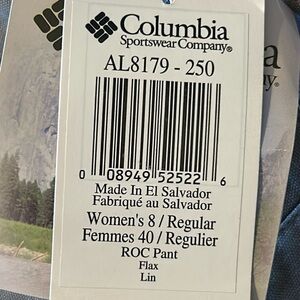 Columbia
Sportswear Company®
AL8179 - 250
0 08949 52522 6
Made In El Salvador
Fabriqué au Salvador
Women's 8 / Regular
Femmes 40 / Regulier
ROC Pant
Flax
Lin